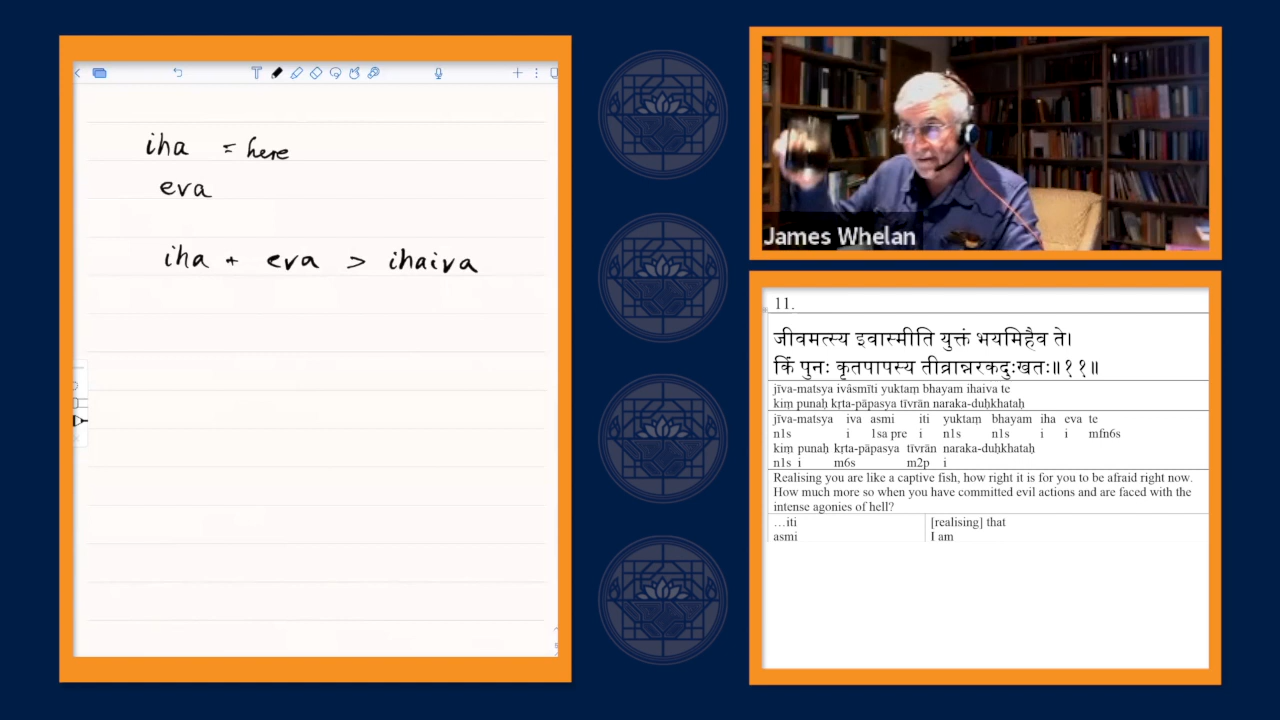 iha = here
eva
iha + eva > ihaiva
James Whelan
11.
जीवमत्स्य इवास्मीति युक्तं भयमिहैव ते।
किं पुनः कृतपापस्य तीव्रान्नरकदुःखतः॥११॥
jīva-matsya ivāsmīti yuktaṃ bhayam ihaiva te
kiṃ punaḥ kṛta-pāpasya tīvrān naraka-duḥkhataḥ
jīva-matsya iva asmi iti yuktaṃ bhayam iha eva te
n1s i 1sa pre i n1s n1s i i mfn6s
kiṃ punaḥ kṛta-pāpasya tīvrān naraka-duḥkhataḥ
n1s i m6s m2p i
Realising you are like a captive fish, how right it is for you to be afraid right now.
How much more so when you have committed evil actions and are faced with the
intense agonies of hell?
…iti [realising] that
asmi I am